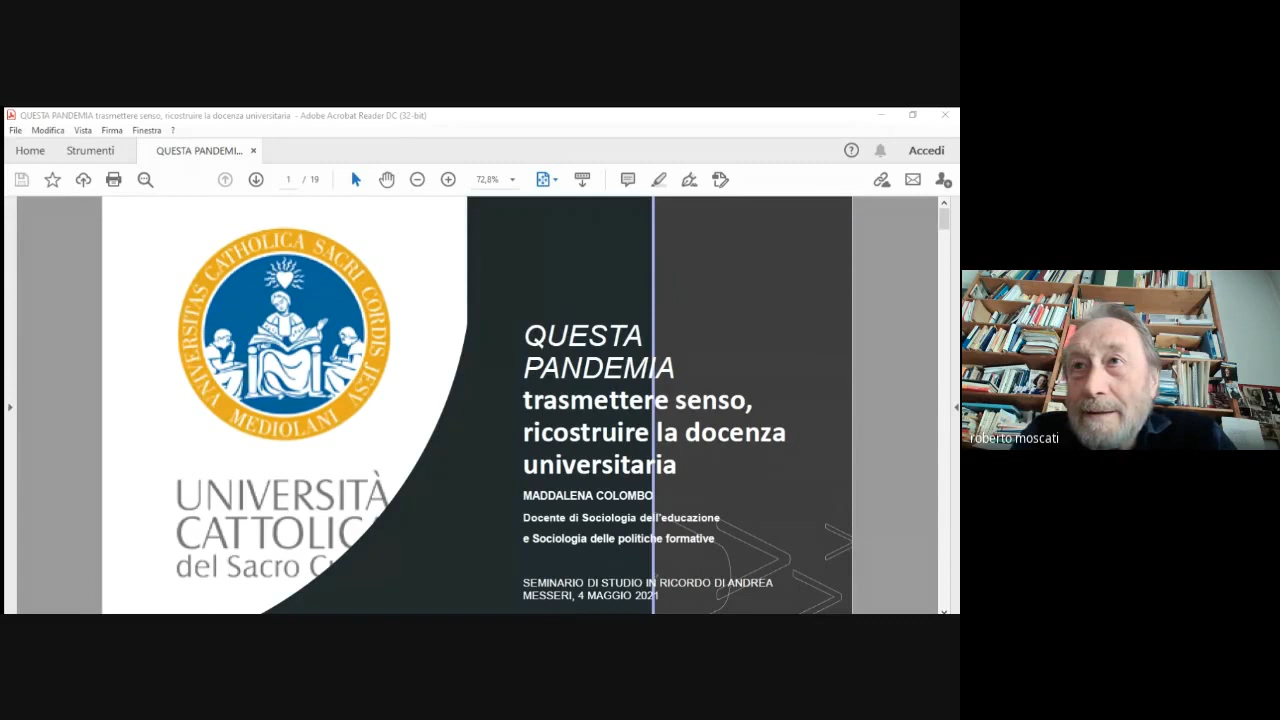 QUESTA PANDEMIA trasmettere senso, ricostruire la docenza universitaria - Adobe Acrobat Reader DC (32-bit)
File Modifica Vista Firma Finestra ?
Home Strumenti QUESTA PANDEMI... × Accedi
1 / 19 72,8%
UNIVERSITAS CATHOLICA SACRI CORDIS JESV
MEDIOLANI
UNIVERSITÀ
CATTOLIC
del Sacro C
QUESTA
PANDEMIA
trasmettere senso,
ricostruire la docenza
universitaria
MADDALENA COLOMBO
Docente di Sociologia dell'educazione
e Sociologia delle politiche formative
SEMINARIO DI STUDIO IN RICORDO DI ANDREA
MESSERI, 4 MAGGIO 2021
roberto moscati